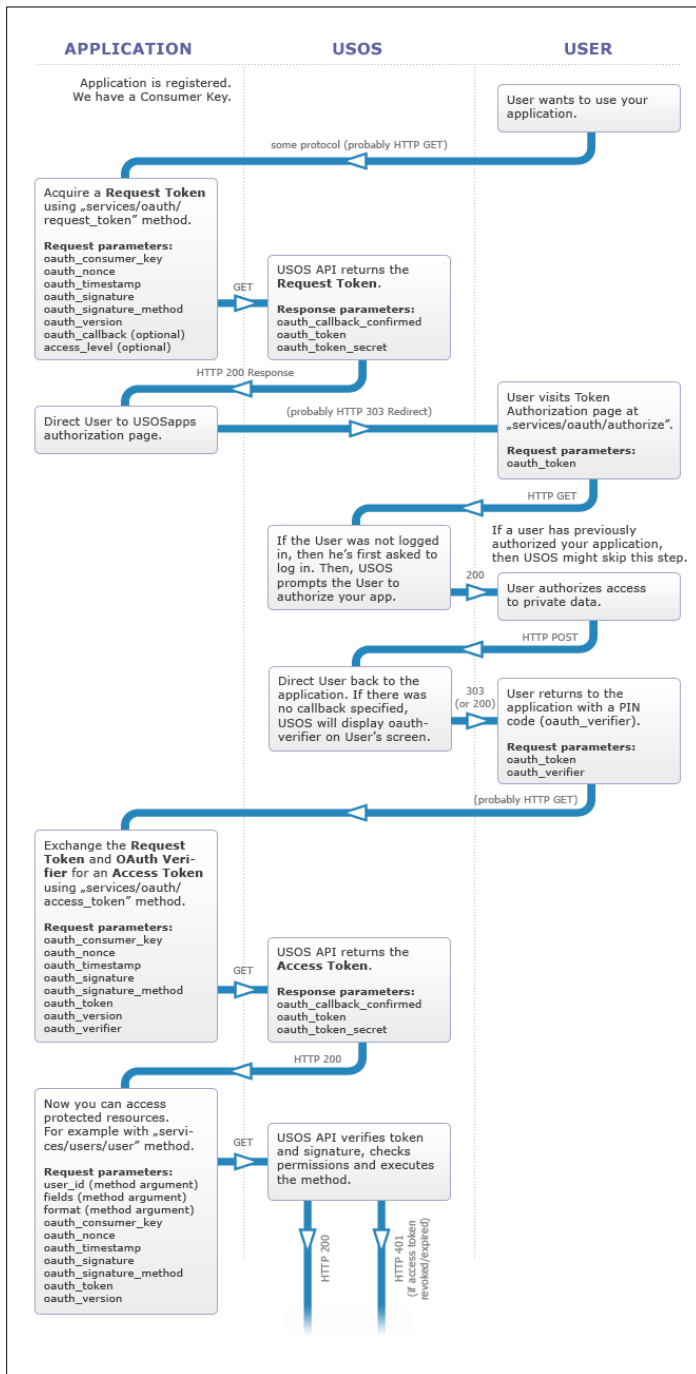 APPLICATION
USOS
USER
Application is registered.
We have a Consumer Key.
User wants to use your
application.
some protocol (probably HTTP GET)
Acquire a Request Token
using „services/oauth/
request_token” method.
Request parameters:
oauth_consumer_key
oauth_nonce
oauth_timestamp
oauth_signature
oauth_signature_method
oauth_version
oauth_callback (optional)
access_level (optional)
GET
USOS API returns the
Request Token.
Response parameters:
oauth_callback_confirmed
oauth_token
oauth_token_secret
HTTP 200 Response
Direct User to USOSapps
authorization page.
(probably HTTP 303 Redirect)
User visits Token
Authorization page at
„services/oauth/authorize”.
Request parameters:
oauth_token
HTTP GET
If the User was not logged
in, then he's first asked to
log in. Then, USOS
prompts the User to
authorize your app.
200
If a user has previously
authorized your application,
then USOS might skip this step.
User authorizes access
to private data.
HTTP POST
Direct User back to the
application. If there was
no callback specified,
USOS will display oauth-
verifier on User's screen.
303
(or 200)
User returns to the
application with a PIN
code (oauth_verifier).
Request parameters:
oauth_token
oauth_verifier
(probably HTTP GET)
Exchange the Request
Token and OAuth Veri-
fier for an Access Token
using „services/oauth/
access_token” method.
Request parameters:
oauth_consumer_key
oauth_nonce
oauth_timestamp
oauth_signature
oauth_signature_method
oauth_token
oauth_version
oauth_verifier
GET
USOS API returns the
Access Token.
Response parameters:
oauth_callback_confirmed
oauth_token
oauth_token_secret
HTTP 200
Now you can access
protected resources.
For example with „servi-
ces/users/user” method.
Request parameters:
user_id (method argument)
fields (method argument)
format (method argument)
oauth_consumer_key
oauth_nonce
oauth_timestamp
oauth_signature
oauth_signature_method
oauth_token
oauth_version
GET
USOS API verifies token
and signature, checks
permissions and executes
the method.
HTTP 200
HTTP 401
(if access token
revoked/expired)